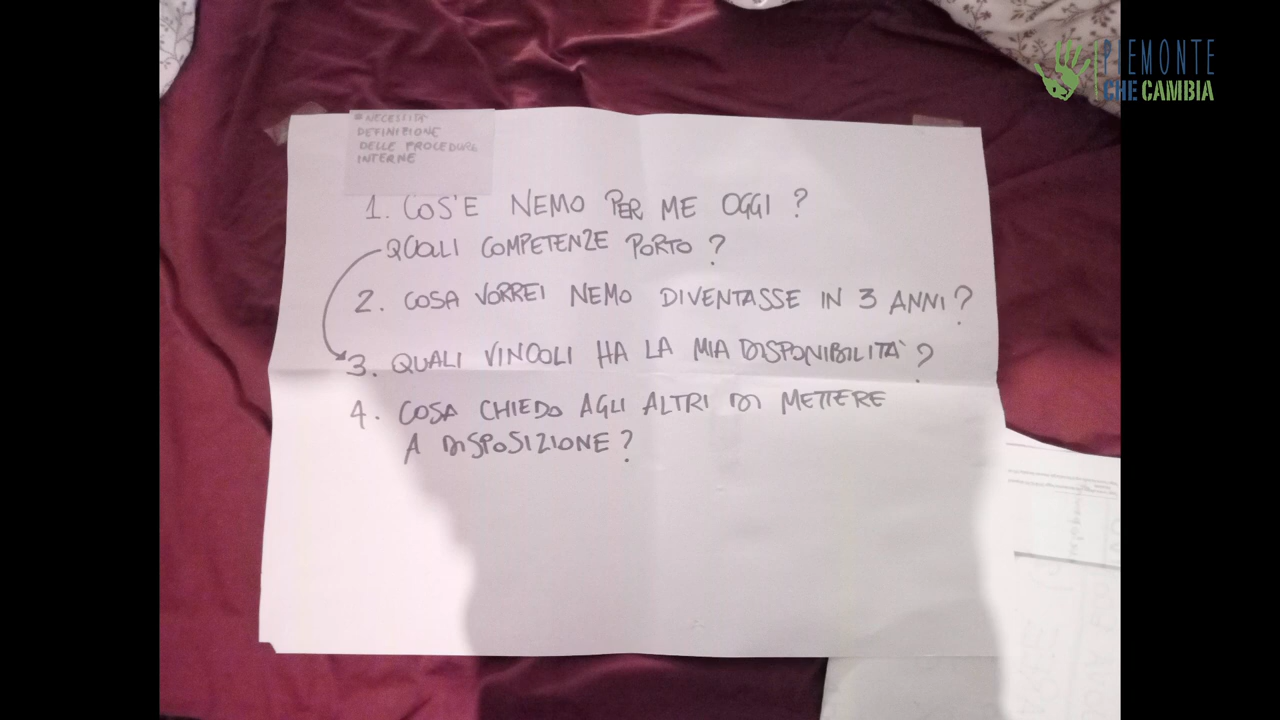 PIEMONTE
CHE CAMBIA
* NECESSITÀ
DEFINIZIONE
DELLE PROCEDURE
INTERNE
1. COS'È NEMO PER ME OGGI?
QUALI COMPETENZE PORTO?
2. COSA VORREI NEMO DIVENTASSE IN 3 ANNI?
3. QUALI VINCOLI HA LA MIA DISPONIBILITÀ?
4. COSA CHIEDO AGLI ALTRI DI METTERE
A DISPOSIZIONE?